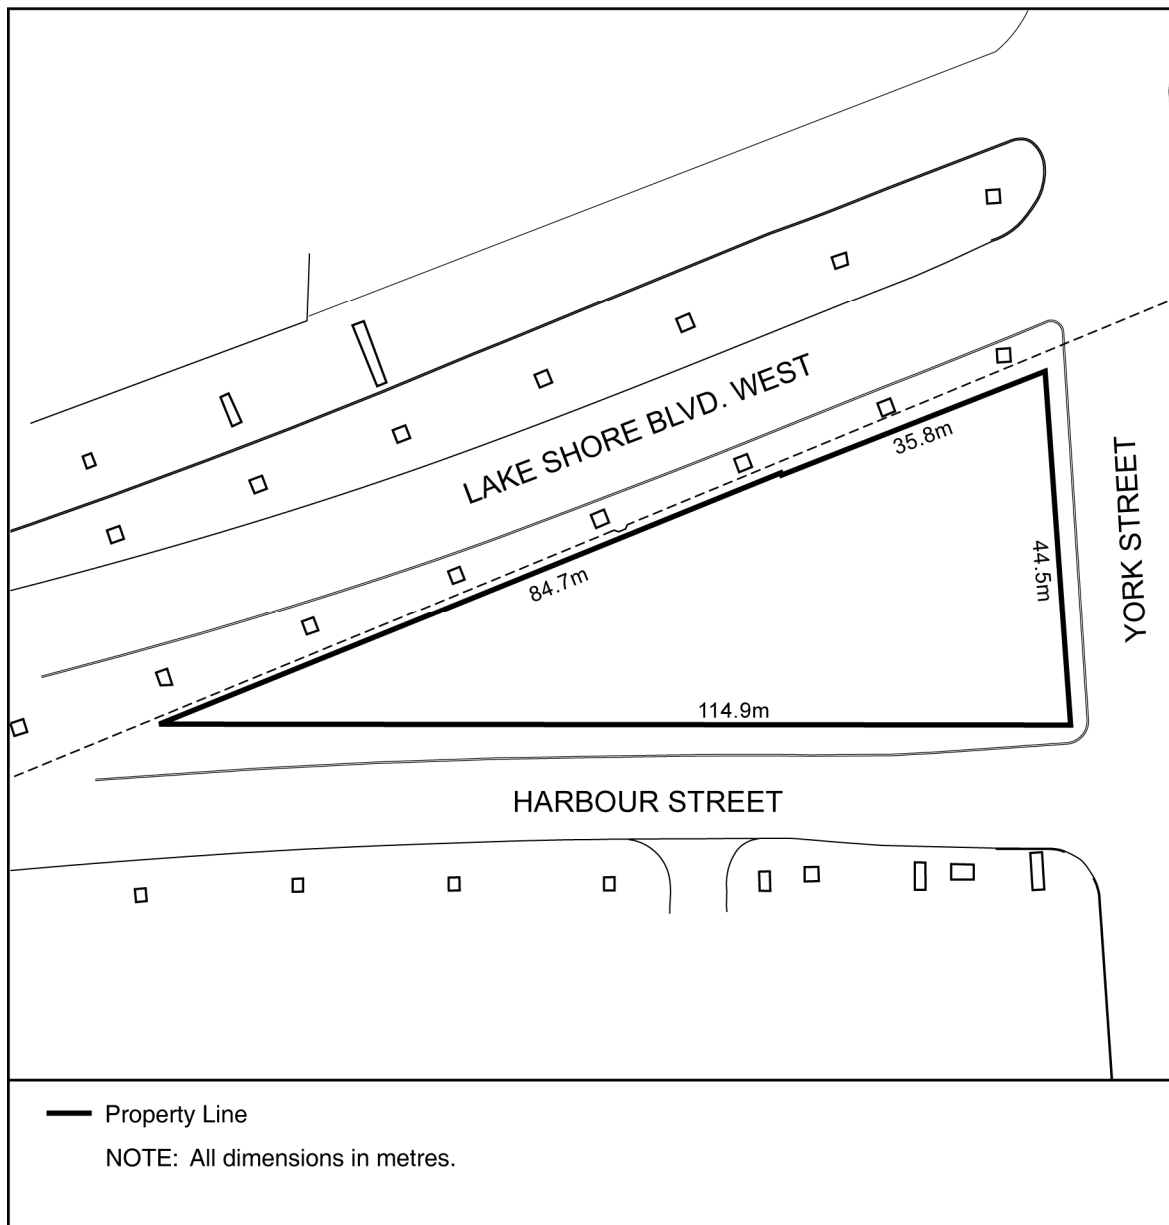 LAKE SHORE BLVD. WEST
35.8m
YORK STREET
44.5m
84.7m
114.9m
HARBOUR STREET
Property Line
NOTE: All dimensions in metres.